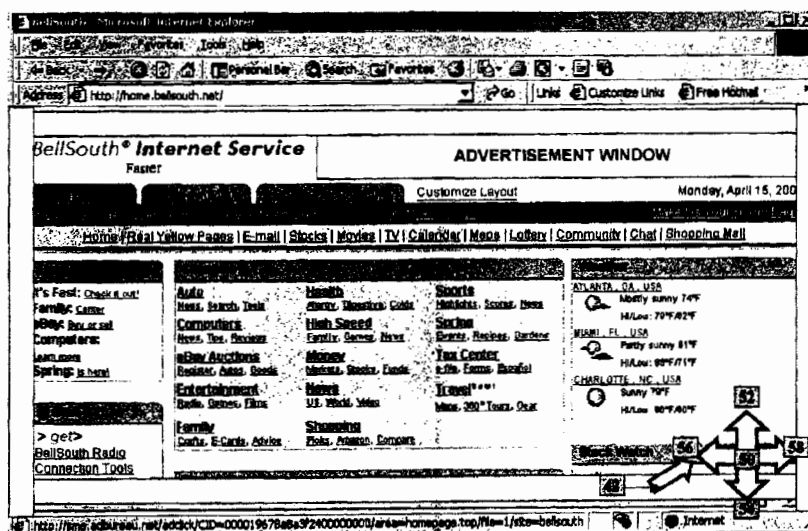 bellsouth - Microsoft Internet Explorer
File Edit View Favorites Tools Help
Back Personal Bar Search Favorites
Address http://home.bellsouth.net/ Go Links Customize Links Free Hotmail
BellSouth® Internet Service
Faster
ADVERTISEMENT WINDOW
Customize Layout Monday, April 15, 200
Home | Real Yellow Pages | E-mail | Stocks | Movies | TV | Calendar | Maps | Lottery | Community | Chat | Shopping Mall
It's Fast: Check it out!
Family: Career
eBay: Buy or sell
Computers:
Learn more
Spring: is here!
> get>
BellSouth Radio
Connection Tools
Auto
News, Search, Tools
Computers
News, Tips, Reviews
eBay Auctions
Register, Autos, Goods
Entertainment
Radio, Games, Films
Family
Crafts, E-Cards, Advice
Health
Allergy, Digestive, Colds
High Speed
Family, Games, News
Money
Markets, Stocks, Funds
News
US, World, Video
Shopping
Picks, Amazon, Compare
Sports
Highlights, Scores, News
Spring
Events, Recipes, Gardens
Tax Center
e-file, Forms, Español
Travel
Maps, 360° Tours, Gear
ATLANTA, GA, USA
Mostly sunny 74°F
Hi/Low: 79°F/62°F
MIAMI, FL, USA
Partly sunny 81°F
Hi/Low: 88°F/71°F
CHARLOTTE, NC, USA
Sunny 79°F
Hi/Low: 80°F/60°F
Stock Watch
52
56
50
58
48
54
Internet